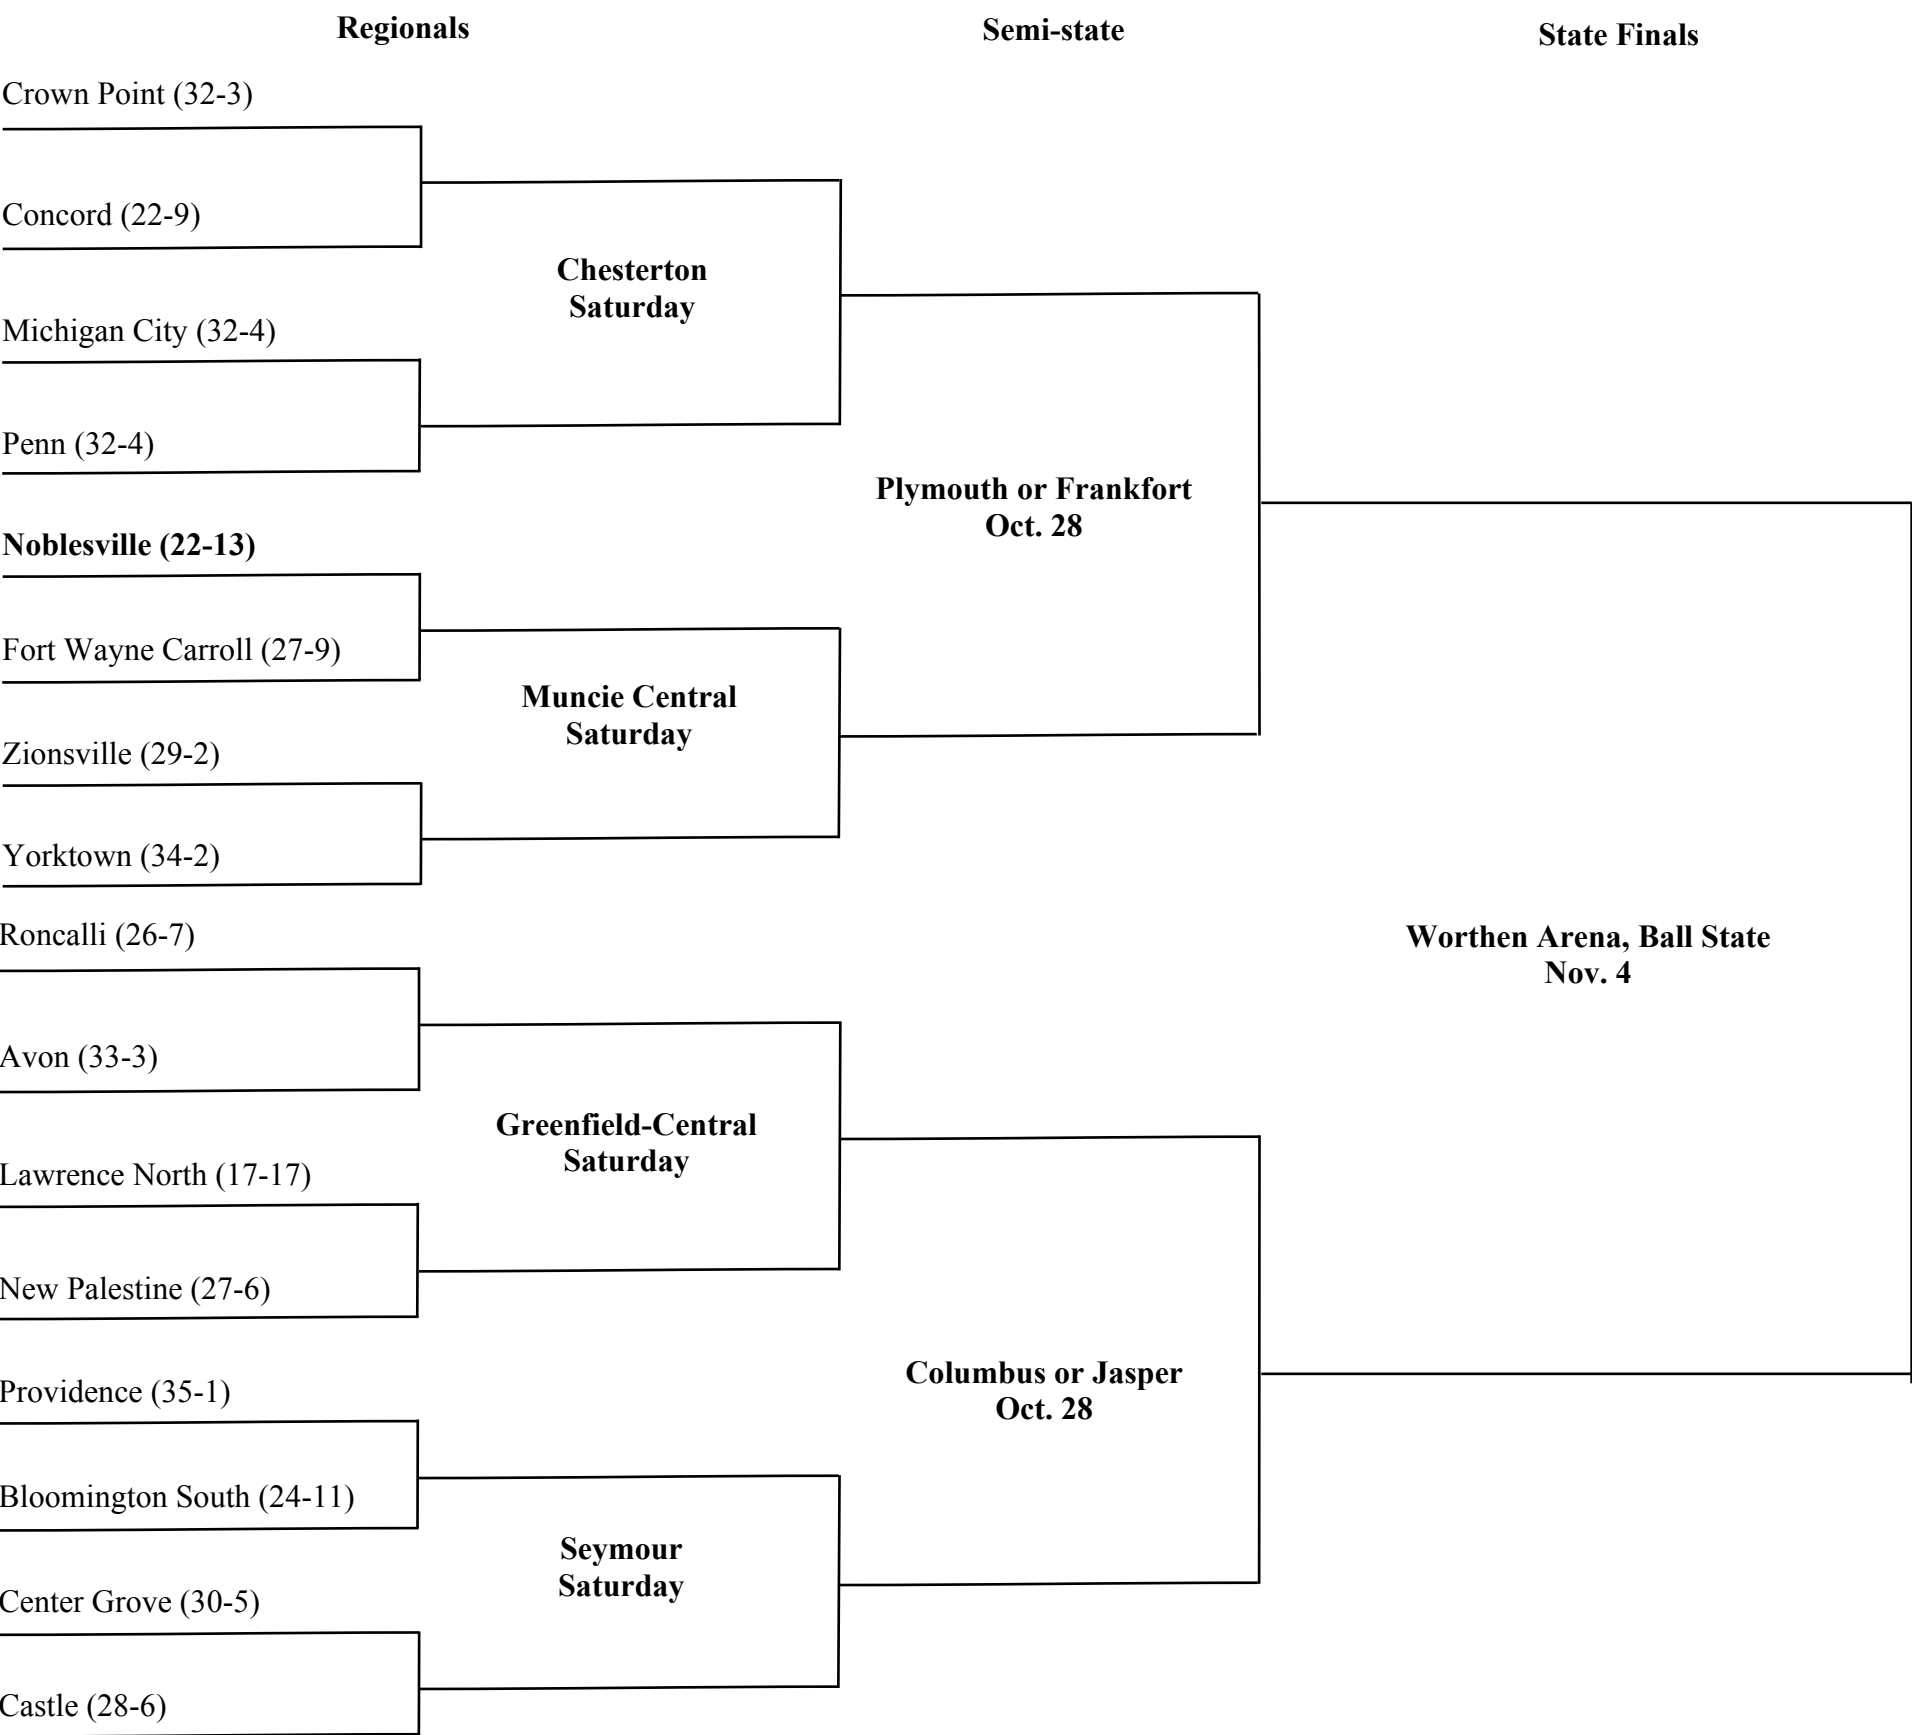 Regionals
Semi-state
State Finals
Crown Point (32-3)
Concord (22-9)
Chesterton
Saturday
Michigan City (32-4)
Penn (32-4)
Plymouth or Frankfort
Oct. 28
Noblesville (22-13)
Fort Wayne Carroll (27-9)
Muncie Central
Saturday
Zionsville (29-2)
Yorktown (34-2)
Roncalli (26-7)
Worthen Arena, Ball State
Nov. 4
Avon (33-3)
Greenfield-Central
Saturday
Lawrence North (17-17)
New Palestine (27-6)
Providence (35-1)
Columbus or Jasper
Oct. 28
Bloomington South (24-11)
Seymour
Saturday
Center Grove (30-5)
Castle (28-6)